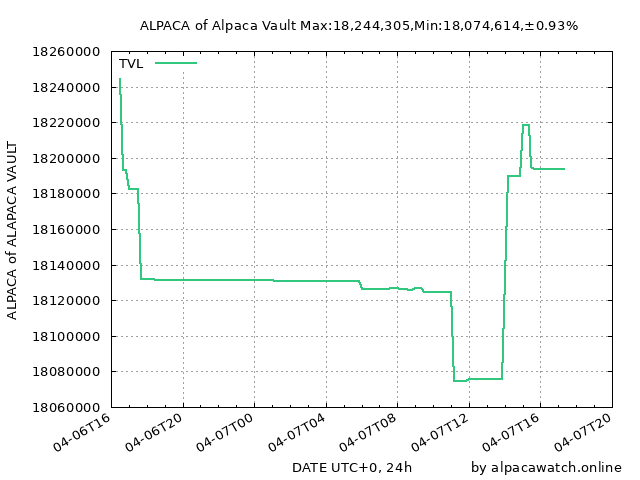 ALPACA of Alpaca Vault Max:18,244,305,Min:18,074,614,±0.93%
TVL
18260000
18240000
18220000
18200000
18180000
18160000
18140000
18120000
18100000
18080000
18060000
ALPACA of ALAPACA VAULT
04-06T16
04-06T20
04-07T00
04-07T04
04-07T08
04-07T12
04-07T16
04-07T20
DATE UTC+0, 24h
by alpacawatch.online